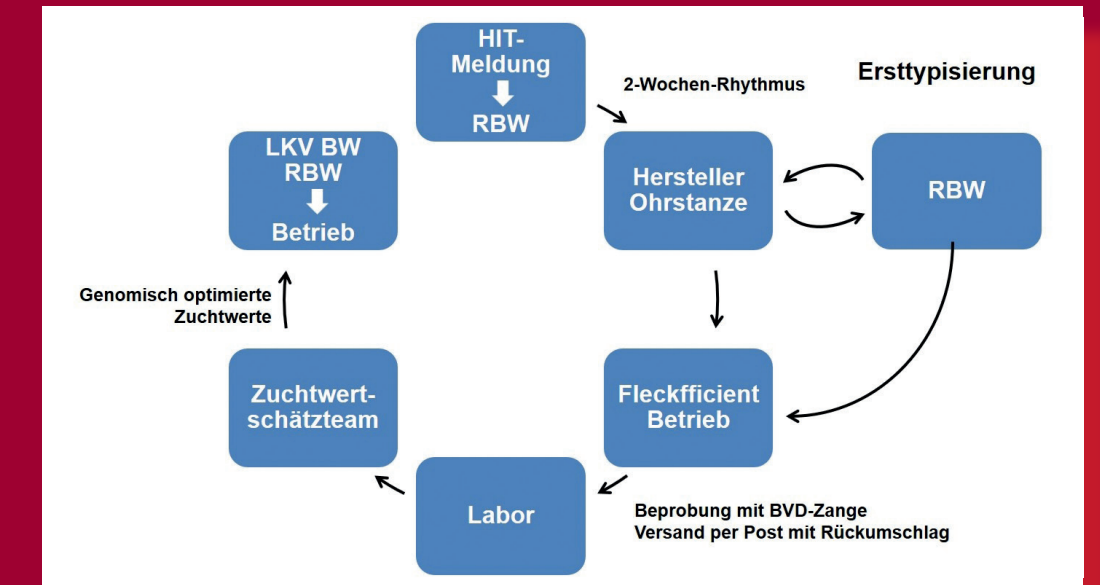 HIT-
Meldung
RBW
2-Wochen-Rhythmus
Ersttypisierung
LKV BW
RBW
Betrieb
Hersteller
Ohrstanze
RBW
Genomisch optimierte
Zuchtwerte
Zuchtwert-
schätzteam
Fleckfficient
Betrieb
Labor
Beprobung mit BVD-Zange
Versand per Post mit Rückumschlag